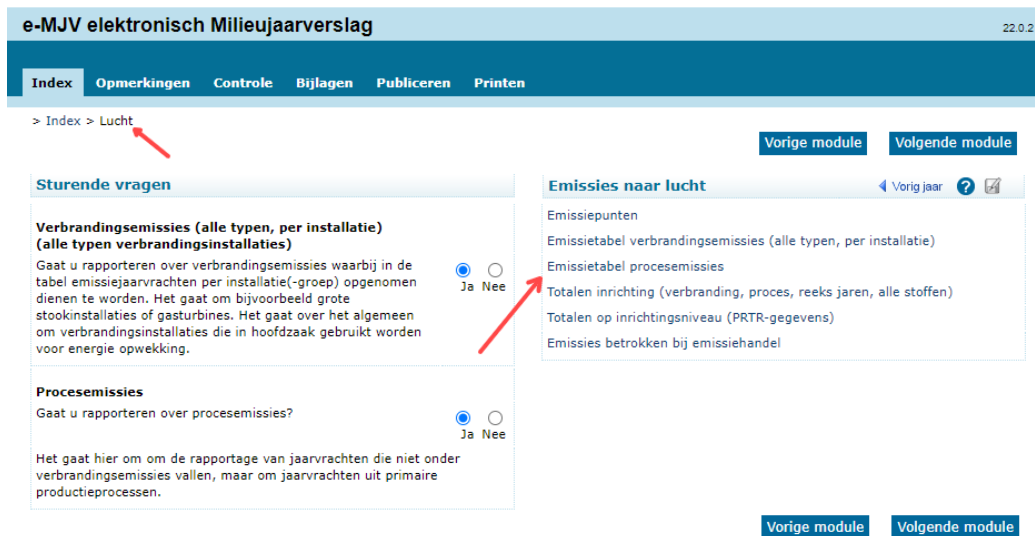 e-MJV elektronisch Milieujaarverslag
22.0.2
Index Opmerkingen Controle Bijlagen Publiceren Printen
> Index > Lucht
Vorige module Volgende module
Sturende vragen
Verbrandingsemissies (alle typen, per installatie)
(alle typen verbrandingsinstallaties)
Gaat u rapporteren over verbrandingsemissies waarbij in de
tabel emissiejaarvrachten per installatie(-groep) opgenomen
dienen te worden. Het gaat om bijvoorbeeld grote
stookinstallaties of gasturbines. Het gaat over het algemeen
om verbrandingsinstallaties die in hoofdzaak gebruikt worden
voor energie opwekking.
Ja Nee
Procesemissies
Gaat u rapporteren over procesemissies?
Ja Nee
Het gaat hier om om de rapportage van jaarvrachten die niet onder
verbrandingsemissies vallen, maar om jaarvrachten uit primaire
productieprocessen.
Emissies naar lucht
Vorig jaar ?
Emissiepunten
Emissietabel verbrandingsemissies (alle typen, per installatie)
Emissietabel procesemissies
Totalen inrichting (verbranding, proces, reeks jaren, alle stoffen)
Totalen op inrichtingsniveau (PRTR-gegevens)
Emissies betrokken bij emissiehandel
Vorige module Volgende module